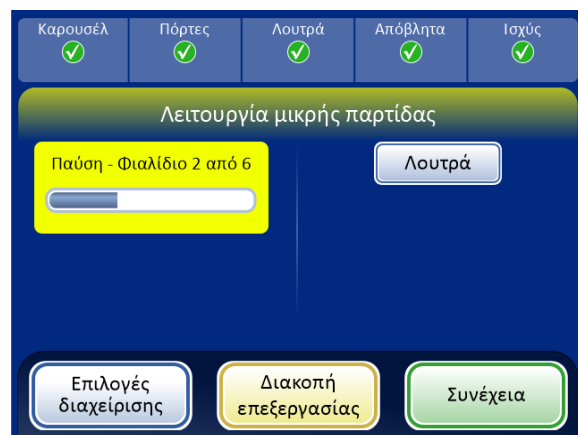 Καρουσέλ
Πόρτες
Λουτρά
Απόβλητα
Ισχύς
Λειτουργία μικρής παρτίδας
Παύση - Φιαλίδιο 2 από 6
Λουτρά
Επιλογές
διαχείρισης
Διακοπή
επεξεργασίας
Συνέχεια